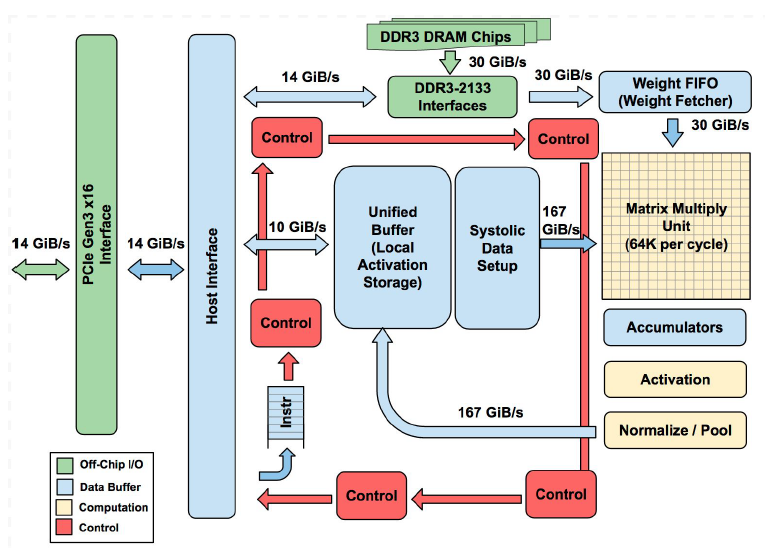 DDR3 DRAM Chips
30 GiB/s
14 GiB/s
DDR3-2133
Interfaces
30 GiB/s
Weight FIFO
(Weight Fetcher)
30 GiB/s
Control
Control
14 GiB/s
PCIe Gen3 x16
Interface
14 GiB/s
Host Interface
10 GiB/s
Unified
Buffer
(Local
Activation
Storage)
Systolic
Data
Setup
167
GiB/s
Matrix Multiply
Unit
(64K per cycle)
Control
Accumulators
Activation
Instr
167 GiB/s
Normalize / Pool
Off-Chip I/O
Data Buffer
Computation
Control
Control
Control